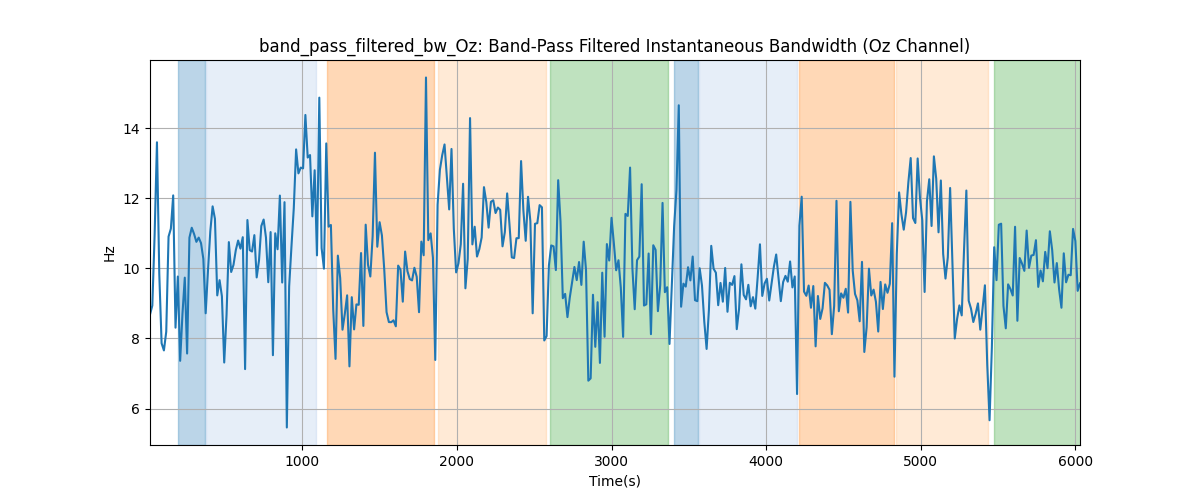 band_pass_filtered_bw_Oz: Band-Pass Filtered Instantaneous Bandwidth (Oz Channel)
14
12
10
8
6
Hz
1000 2000 3000 4000 5000 6000
Time(s)